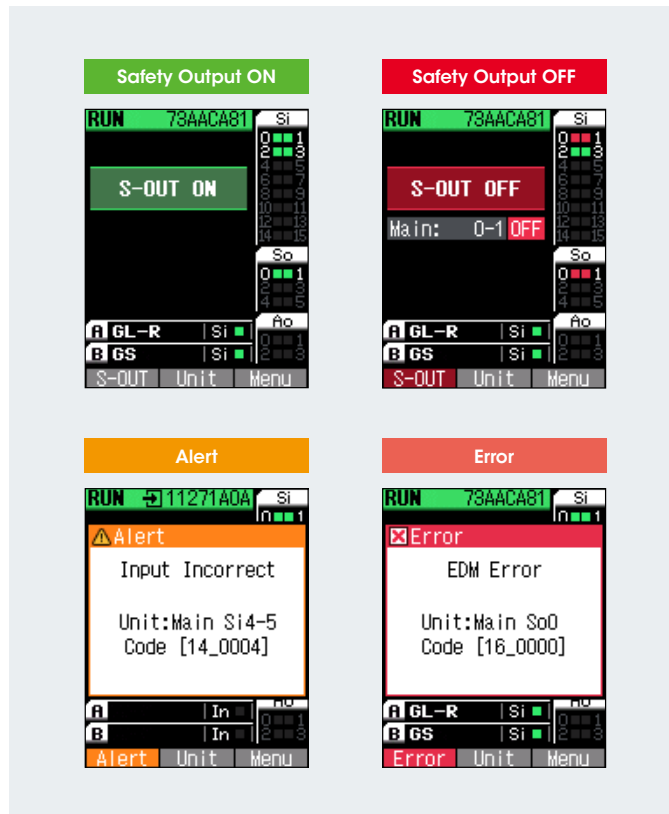 Safety Output ON
RUN 73AACA81 Si
0 1
2 3
4 5
6 7
S-OUT ON
8 9
10 11
12 13
14 15
So
0 1
2 3
4 5
Ao
A GL-R Si
0 1
B GS Si
2 3
S-OUT Unit Menu
Safety Output OFF
RUN 73AACA81 Si
0 1
2 3
4 5
6 7
S-OUT OFF
8 9
10 11
Main: 0-1 OFF
12 13
14 15
So
0 1
2 3
4 5
Ao
A GL-R Si
0 1
B GS Si
2 3
S-OUT Unit Menu
Alert
RUN 11271A0A Si
0 1
Alert
Input Incorrect
Unit:Main Si4-5
Code [14_0004]
Ao
A In
0 1
B In
2 3
Alert Unit Menu
Error
RUN 73AACA81 Si
0 1
Error
EDM Error
Unit:Main So0
Code [16_0000]
Ao
A GL-R Si
0 1
B GS Si
2 3
Error Unit Menu